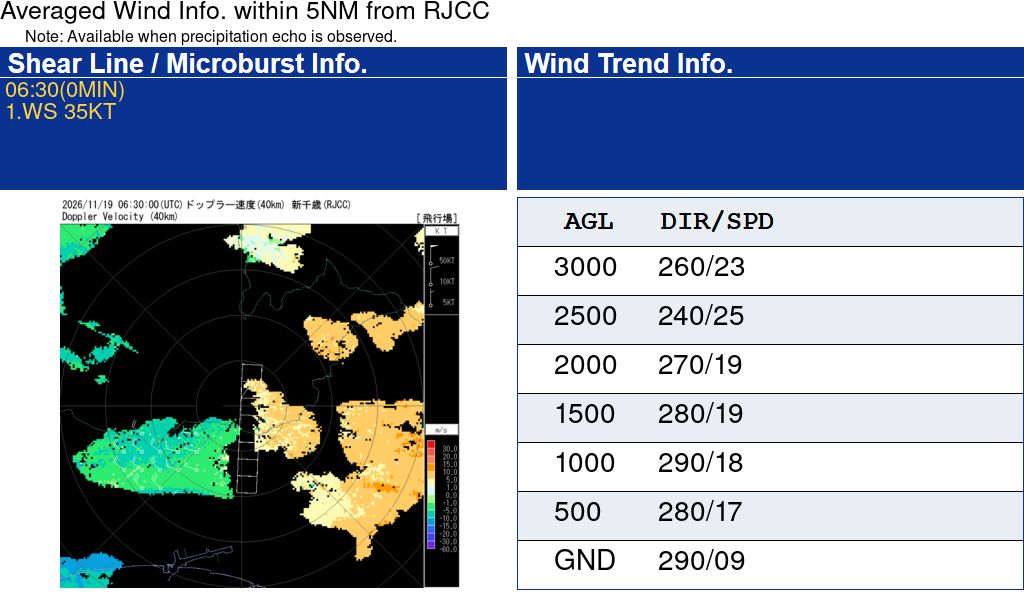 Averaged Wind Info. within 5NM from RJCC
Note: Available when precipitation echo is observed.
Shear Line / Microburst Info.
06:30(0MIN)
1.WS 35KT
Wind Trend Info.
2026/11/19 06:30:00(UTC) ドップラー速度(40km) 新千歳(RJCC)
Doppler Velocity (40km)
[飛行場]
KT
50KT
10KT
5KT
m/s
30.0
20.0
15.0
10.0
5.0
1.0
0.0
-1.0
-5.0
-10.0
-15.0
-20.0
-30.0
-60.0
AGL DIR/SPD
3000 260/23
2500 240/25
2000 270/19
1500 280/19
1000 290/18
500 280/17
GND 290/09